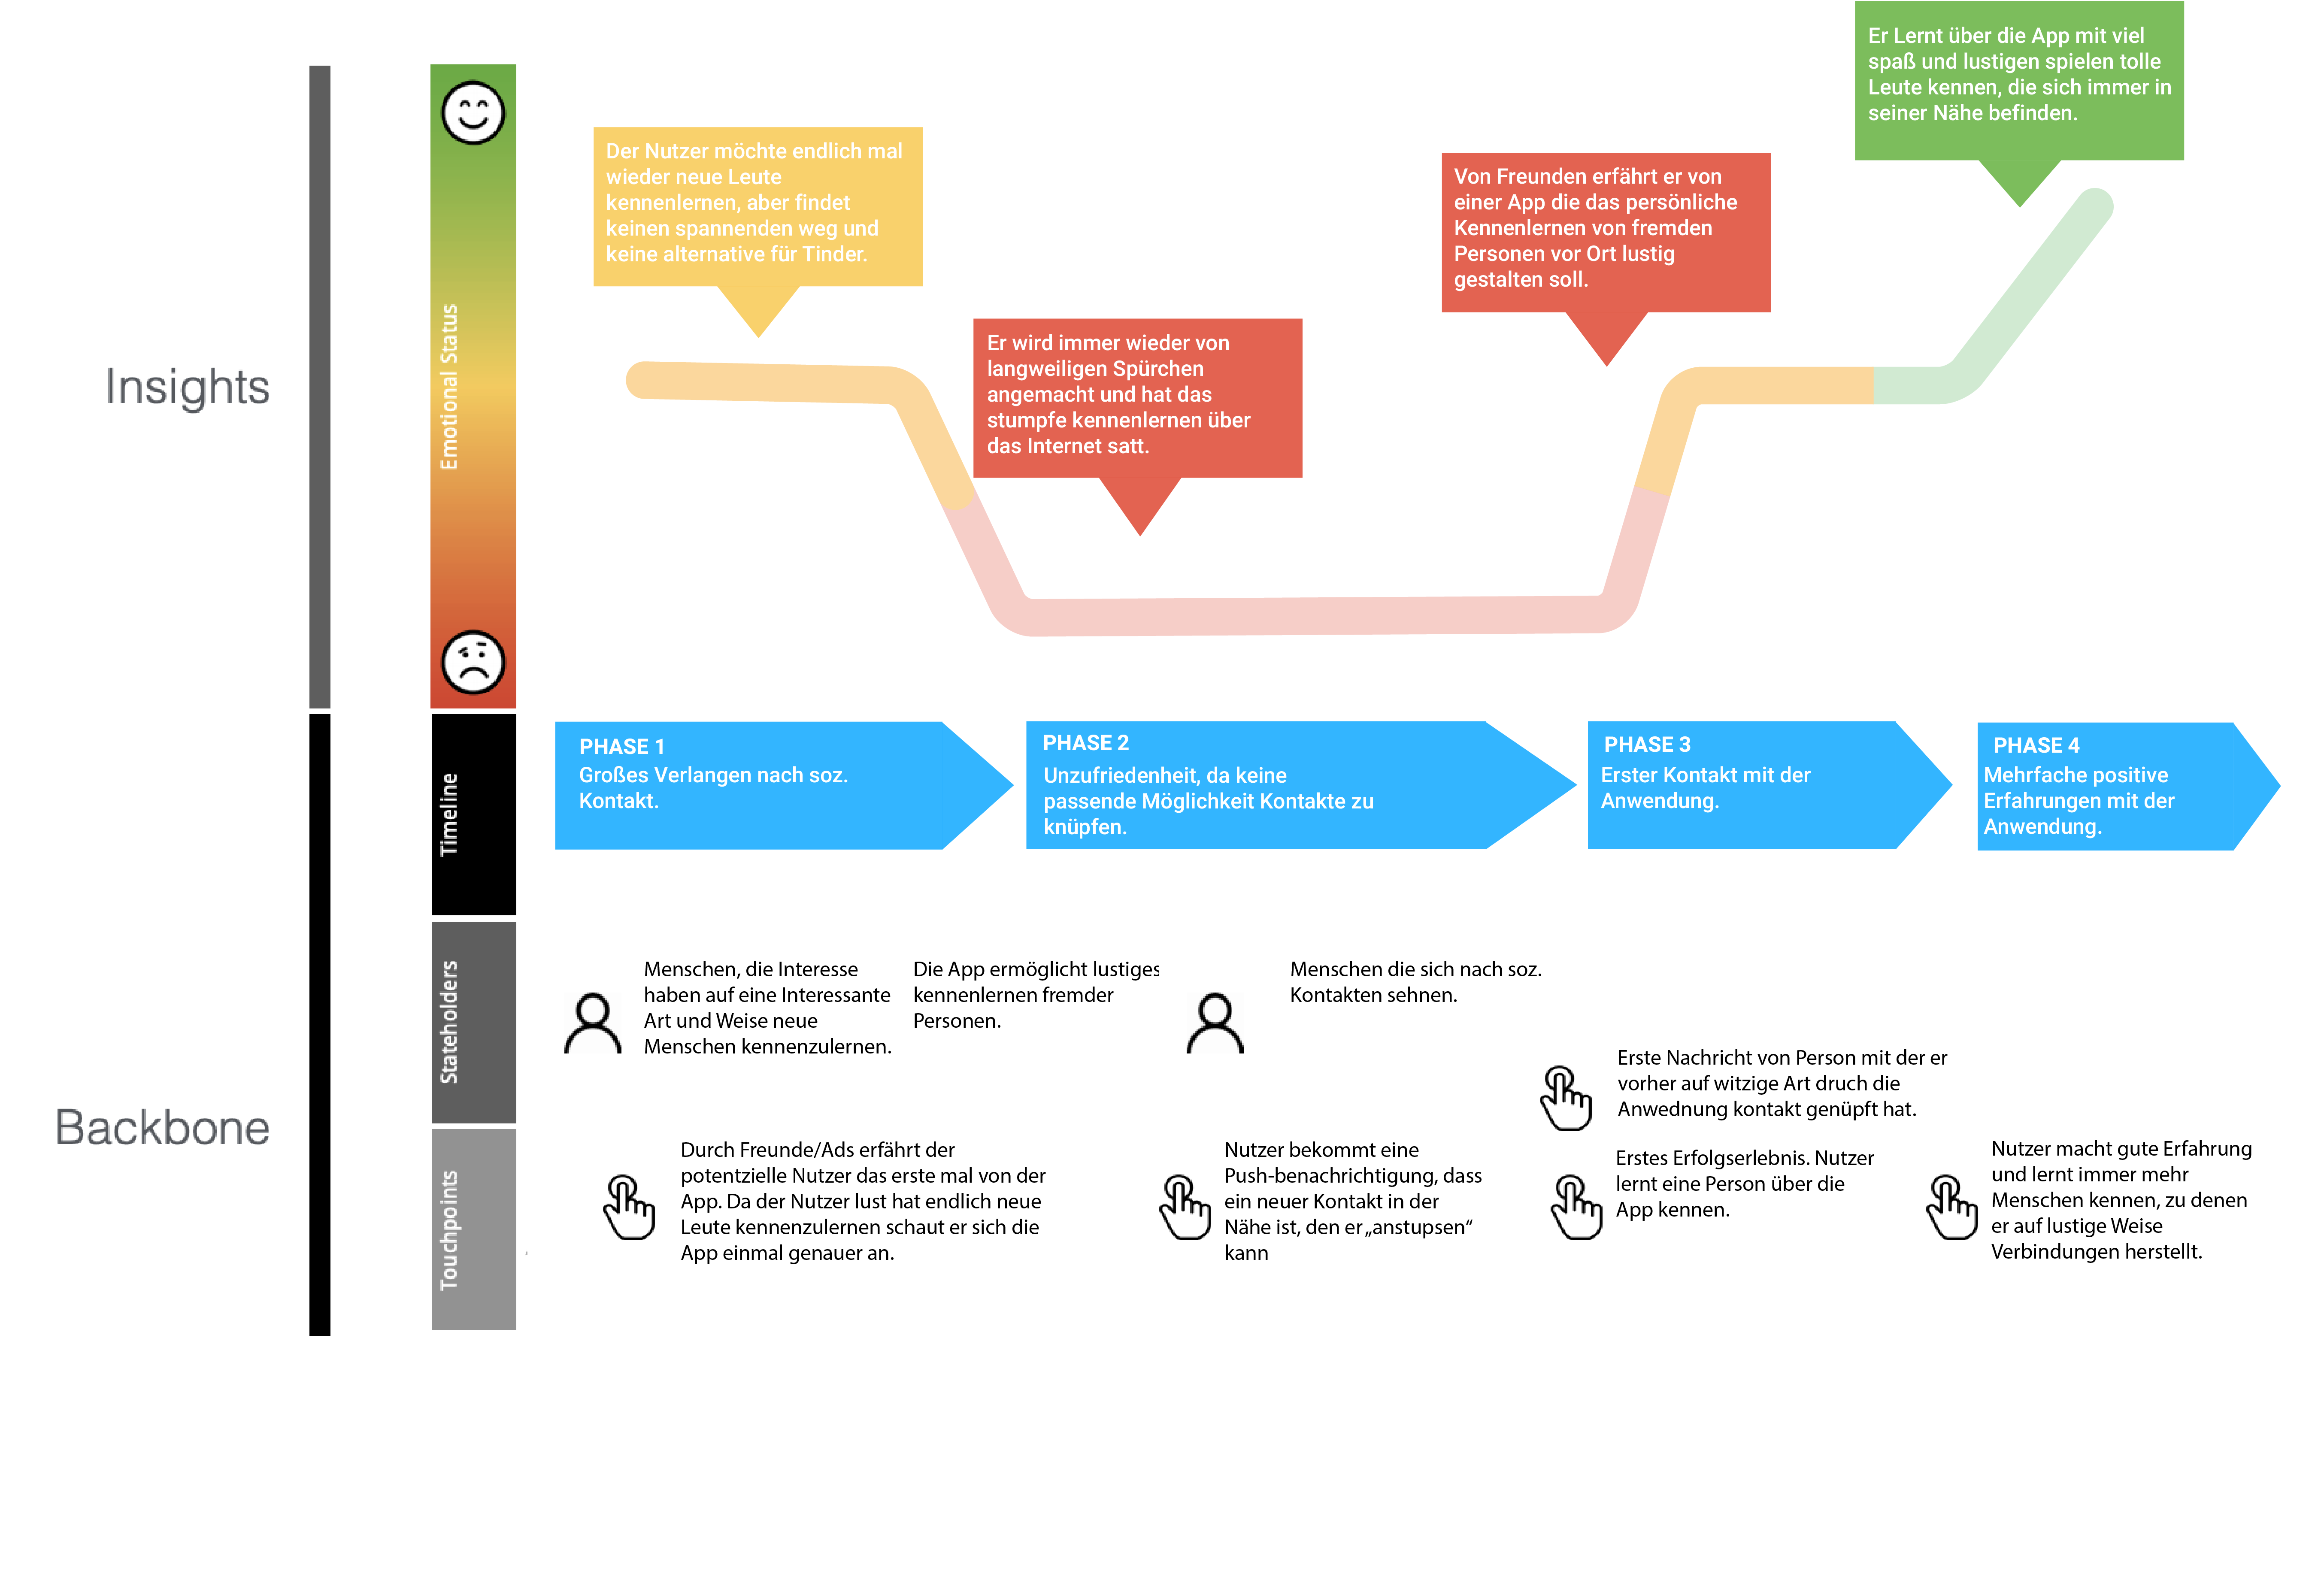 Er Lernt über die App mit viel
spaß und lustigen spielen tolle
Leute kennen, die sich immer in
seiner Nähe befinden.
Der Nutzer möchte endlich mal
wieder neue Leute
kennenlernen, aber findet
keinen spannenden weg und
keine alternative für Tinder.
Von Freunden erfährt er von
einer App die das persönliche
Kennenlernen von fremden
Personen vor Ort lustig
gestalten soll.
Er wird immer wieder von
langweiligen Spürchen
angemacht und hat das
stumpfe kennenlernen über
das Internet satt.
Insights
Emotional Status
Timeline
PHASE 1
Großes Verlangen nach soz.
Kontakt.
PHASE 2
Unzufriedenheit, da keine
passende Möglichkeit Kontakte zu
knüpfen.
PHASE 3
Erster Kontakt mit der
Anwendung.
PHASE 4
Mehrfache positive
Erfahrungen mit der
Anwendung.
Backbone
Stateholders
Menschen, die Interesse
haben auf eine Interessante
Art und Weise neue
Menschen kennenzulernen.
Die App ermöglicht lustiges
kennenlernen fremder
Personen.
Menschen die sich nach soz.
Kontakten sehnen.
Erste Nachricht von Person mit der er
vorher auf witzige Art druch die
Anwednung kontakt genüpft hat.
Touchpoints
Durch Freunde/Ads erfährt der
potentzielle Nutzer das erste mal von der
App. Da der Nutzer lust hat endlich neue
Leute kennenzulernen schaut er sich die
App einmal genauer an.
Nutzer bekommt eine
Push-benachrichtigung, dass
ein neuer Kontakt in der
Nähe ist, den er „anstupsen“
kann
Erstes Erfolgserlebnis. Nutzer
lernt eine Person über die
App kennen.
Nutzer macht gute Erfahrung
und lernt immer mehr
Menschen kennen, zu denen
er auf lustige Weise
Verbindungen herstellt.